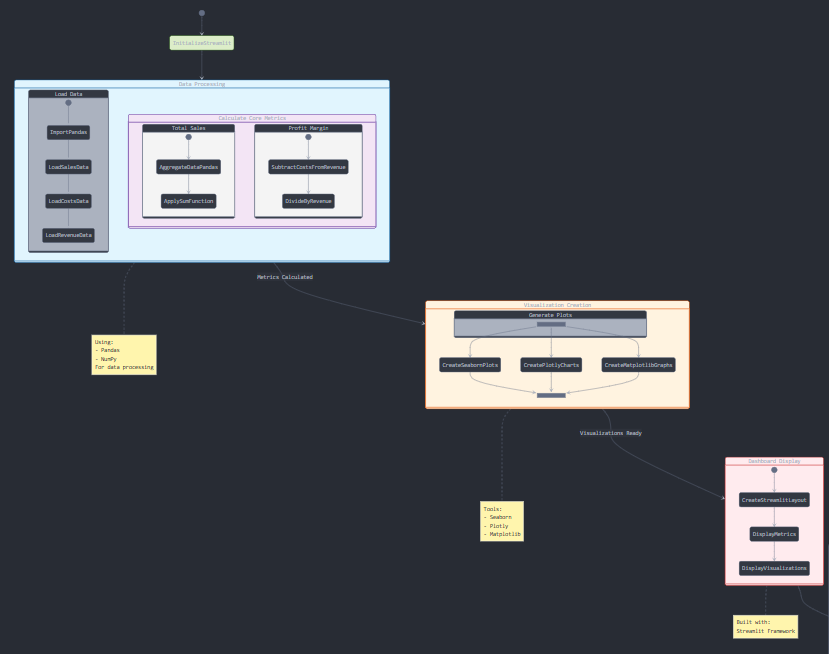 InitializeStreamlit
Data Processing
Load Data
ImportPandas
LoadSalesData
LoadCostsData
LoadRevenueData
Calculate Core Metrics
Total Sales
AggregateDataPandas
ApplySumFunction
Profit Margin
SubtractCostsFromRevenue
DivideByRevenue
Metrics Calculated
Using:
- Pandas
- NumPy
For data processing
Visualization Creation
Generate Plots
CreateSeabornPlots
CreatePlotlyCharts
CreateMatplotlibGraphs
Visualizations Ready
Tools:
- Seaborn
- Plotly
- Matplotlib
Dashboard Display
CreateStreamlitLayout
DisplayMetrics
DisplayVisualizations
Built with:
Streamlit framework